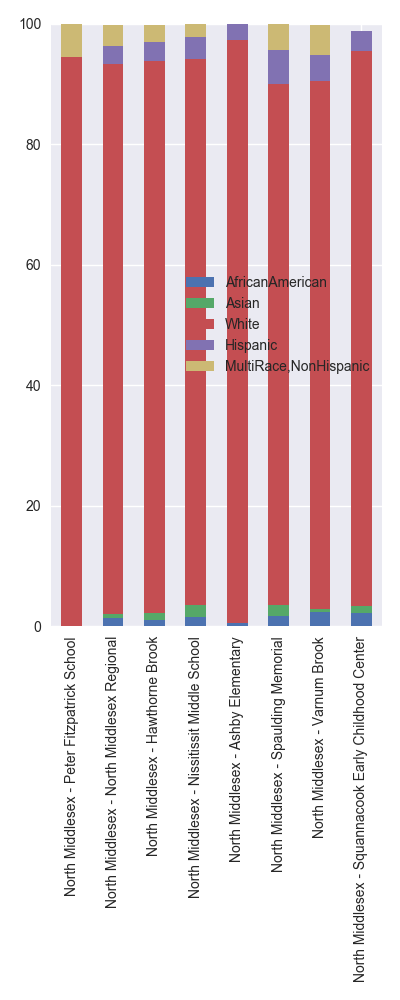 100
80
60
40
20
0
AfricanAmerican
Asian
White
Hispanic
MultiRace,NonHispanic
North Middlesex - Peter Fitzpatrick School
North Middlesex - North Middlesex Regional
North Middlesex - Hawthorne Brook
North Middlesex - Nissitissit Middle School
North Middlesex - Ashby Elementary
North Middlesex - Spaulding Memorial
North Middlesex - Varnum Brook
North Middlesex - Squannacook Early Childhood Center